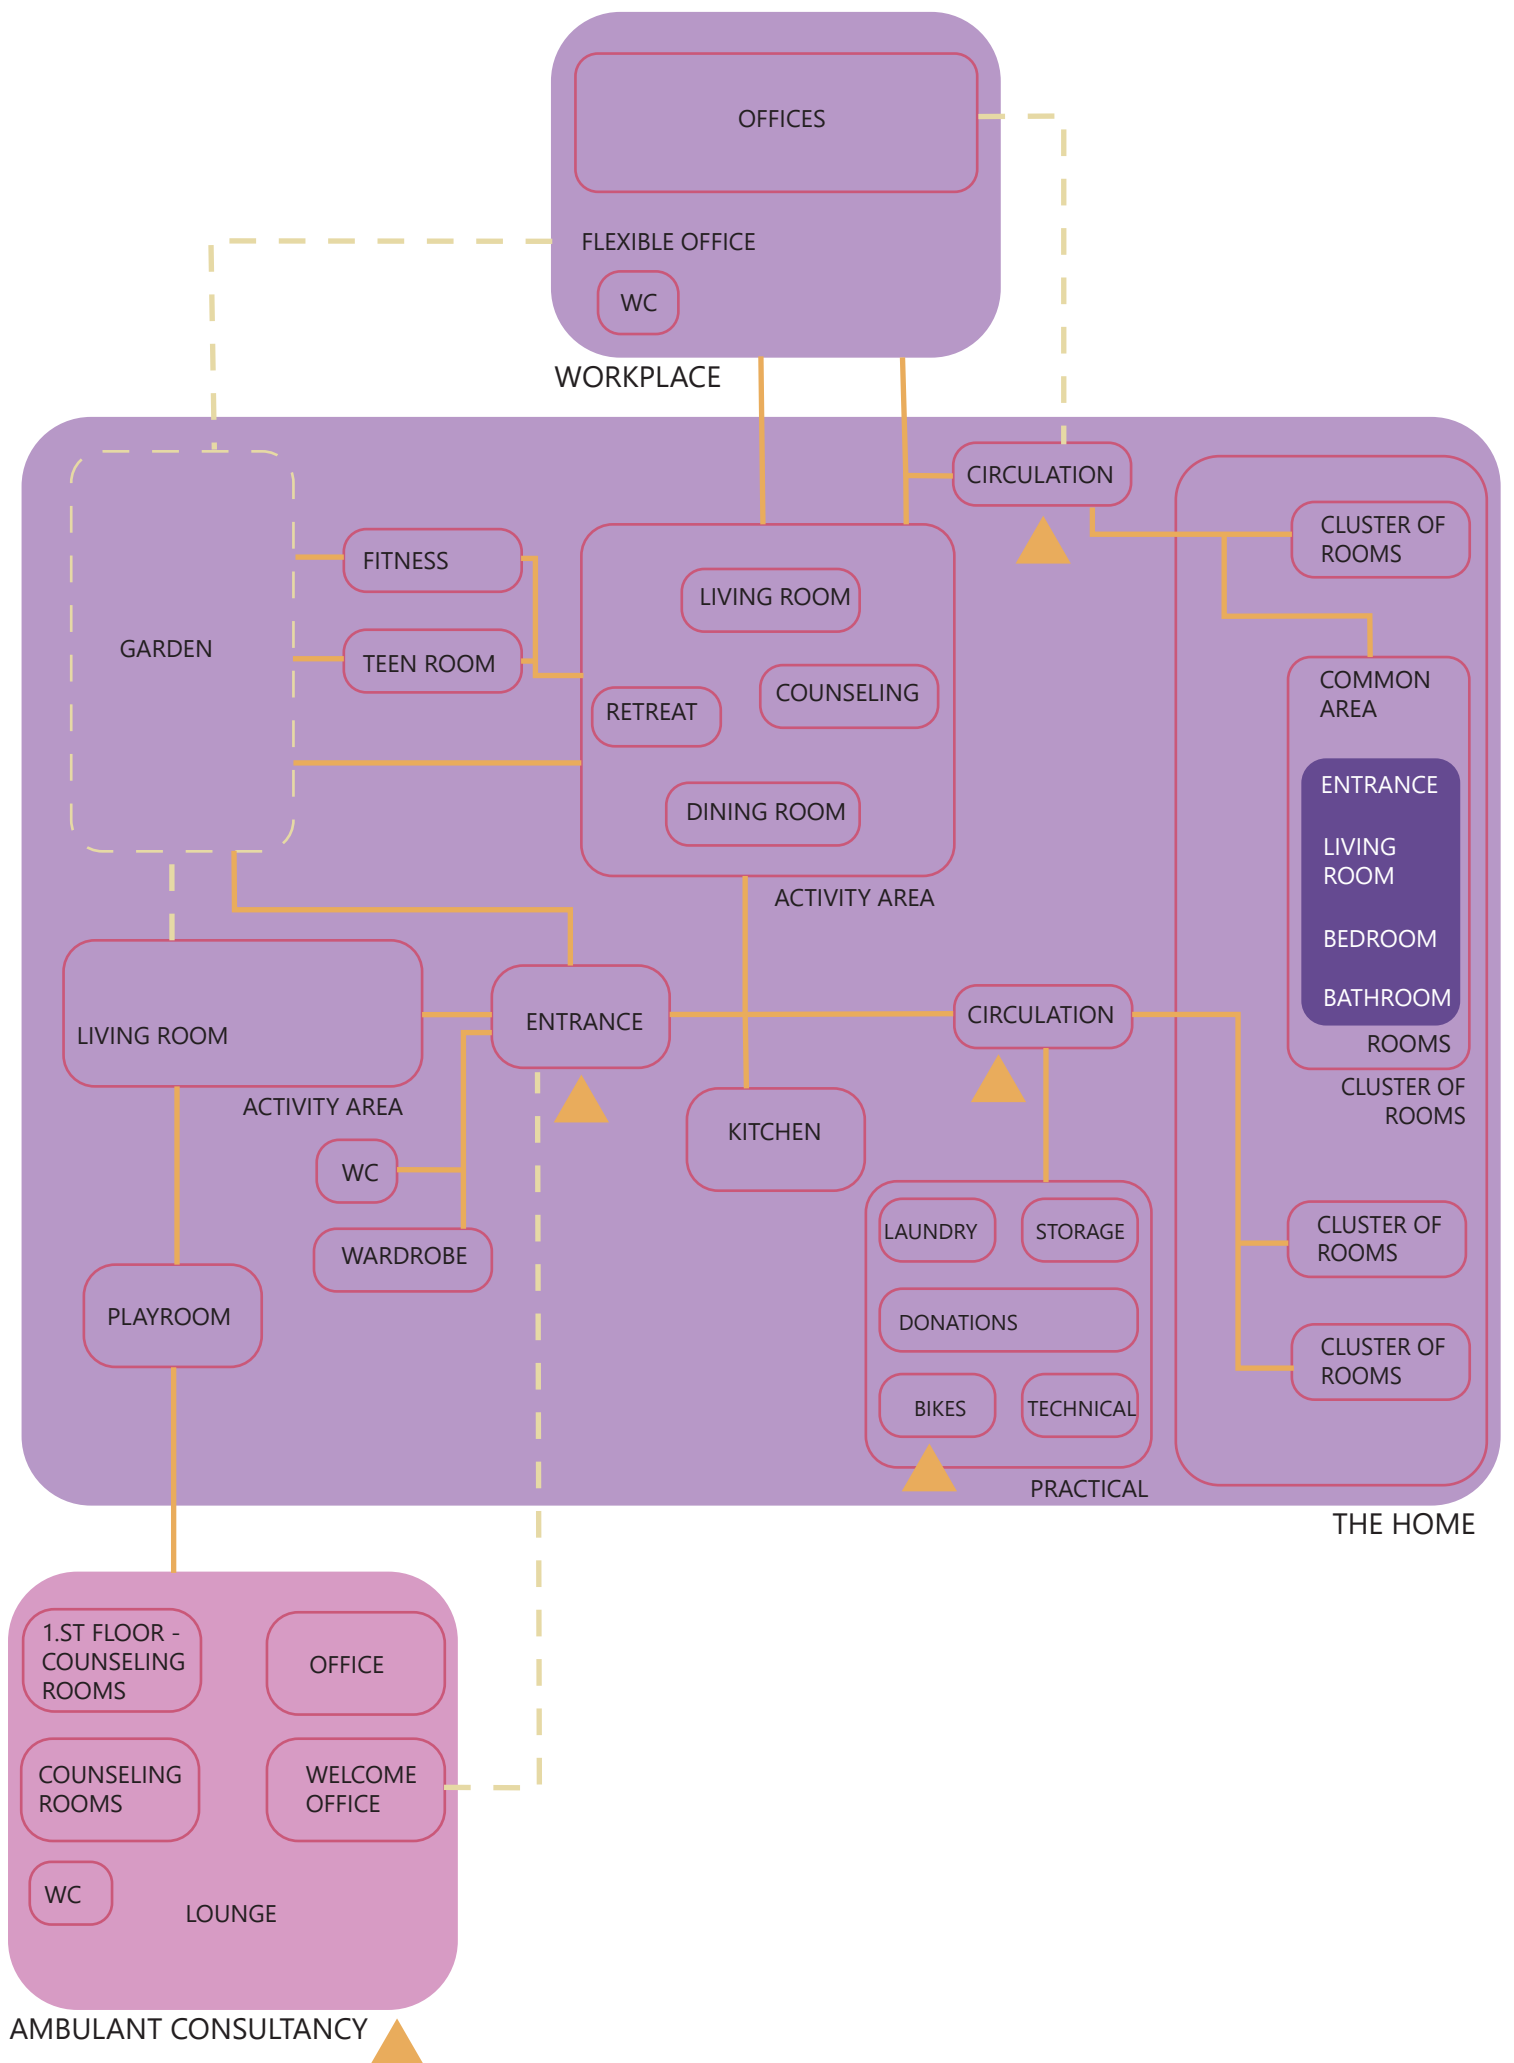 OFFICES
FLEXIBLE OFFICE
WC
WORKPLACE
CIRCULATION
CLUSTER OF
ROOMS
FITNESS
LIVING ROOM
GARDEN
TEEN ROOM
COUNSELING
RETREAT
COMMON
AREA
ENTRANCE
DINING ROOM
LIVING
ROOM
ACTIVITY AREA
BEDROOM
BATHROOM
LIVING ROOM
ENTRANCE
CIRCULATION
ROOMS
CLUSTER OF
ROOMS
ACTIVITY AREA
KITCHEN
WC
WARDROBE
LAUNDRY
STORAGE
CLUSTER OF
ROOMS
PLAYROOM
DONATIONS
CLUSTER OF
ROOMS
BIKES
TECHNICAL
PRACTICAL
THE HOME
1.ST FLOOR -
COUNSELING
ROOMS
OFFICE
COUNSELING
ROOMS
WELCOME
OFFICE
WC
LOUNGE
AMBULANT CONSULTANCY